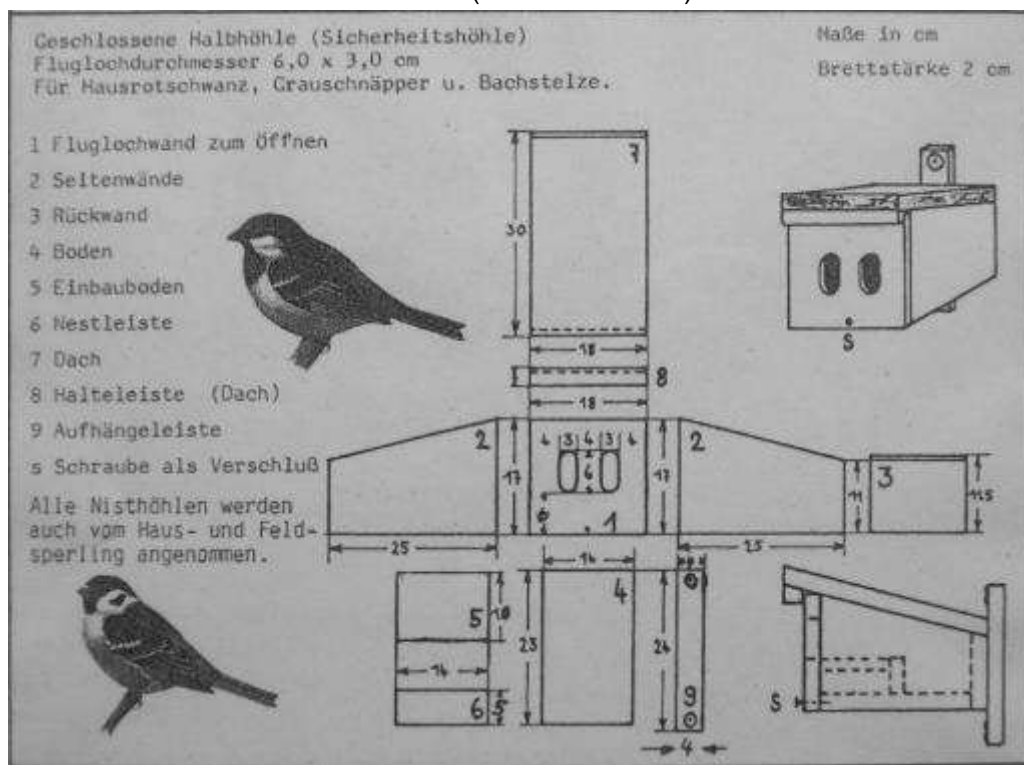 Geschlossene Halbhöhle (Sicherheitshöhle)
Fluglochdurchmesser 6,0 x 3,0 cm
Für Hausrotschwanz, Grauschnäpper u. Bachstelze.
Maße in cm
Brettstärke 2 cm
1 Fluglochwand zum Öffnen
2 Seitenwände
3 Rückwand
4 Boden
5 Einbauboden
6 Nestleiste
7 Dach
8 Halteleiste (Dach)
9 Aufhängeleiste
s Schraube als Verschluß
Alle Nisthöhlen werden
auch vom Haus- und Feld-
sperling angenommen.
7
30
18
8
18
S
2
17
4 3 4 3 4
6
6
1
17
2
11
3
11,5
25
14
25
5
10
14
6
5
23
4
24
9
4
S